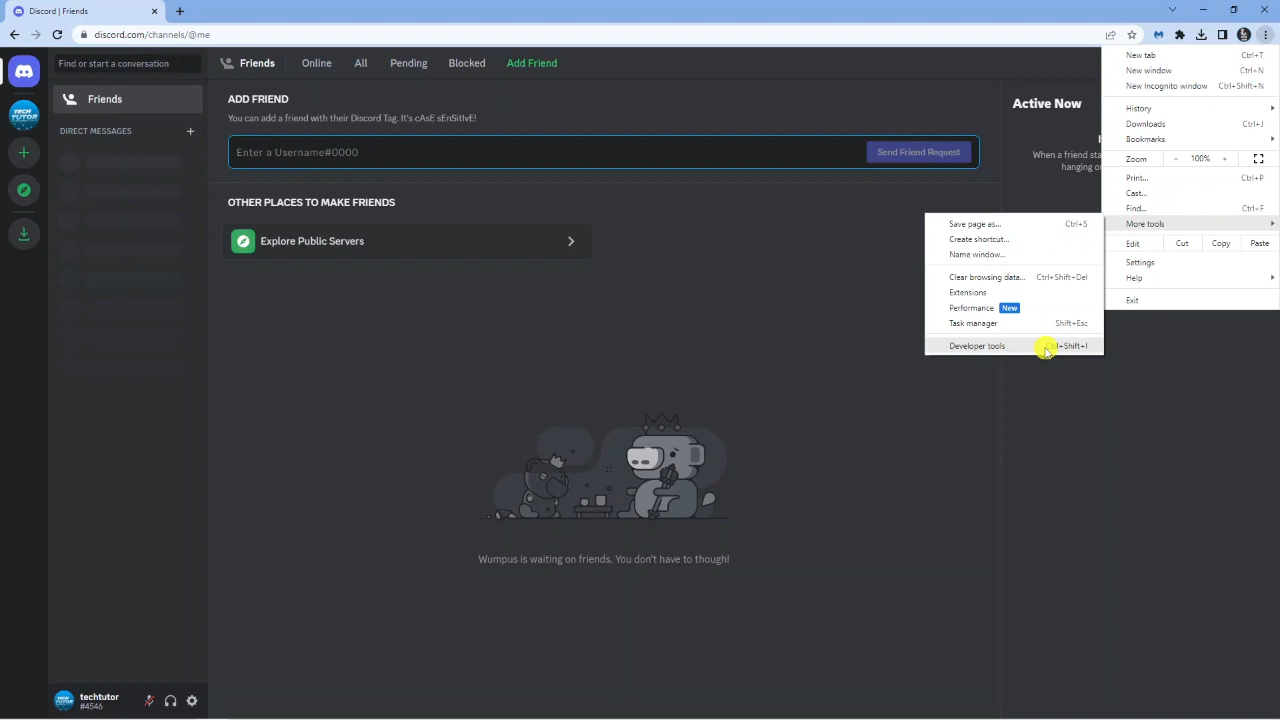 Discord | Friends
discord.com/channels/@me
Find or start a conversation
Friends
Online
All
Pending
Blocked
Add Friend
TECH
TUTOR
Friends
DIRECT MESSAGES
ADD FRIEND
You can add a friend with their Discord Tag. It's cAsE sEnSitIvE!
Enter a Username#0000
Send Friend Request
OTHER PLACES TO MAKE FRIENDS
Explore Public Servers
Wumpus is waiting on friends. You don't have to though!
Active Now
When a friend sta
hanging ou
New tab Ctrl+T
New window Ctrl+N
New Incognito window Ctrl+Shift+N
History
Downloads Ctrl+J
Bookmarks
Zoom - 100% +
Print... Ctrl+P
Cast...
Find... Ctrl+F
More tools
Edit Cut Copy Paste
Settings
Help
Exit
Save page as... Ctrl+S
Create shortcut...
Name window...
Clear browsing data... Ctrl+Shift+Del
Extensions
Performance New
Task manager Shift+Esc
Developer tools Ctrl+Shift+I
techtutor
#4546